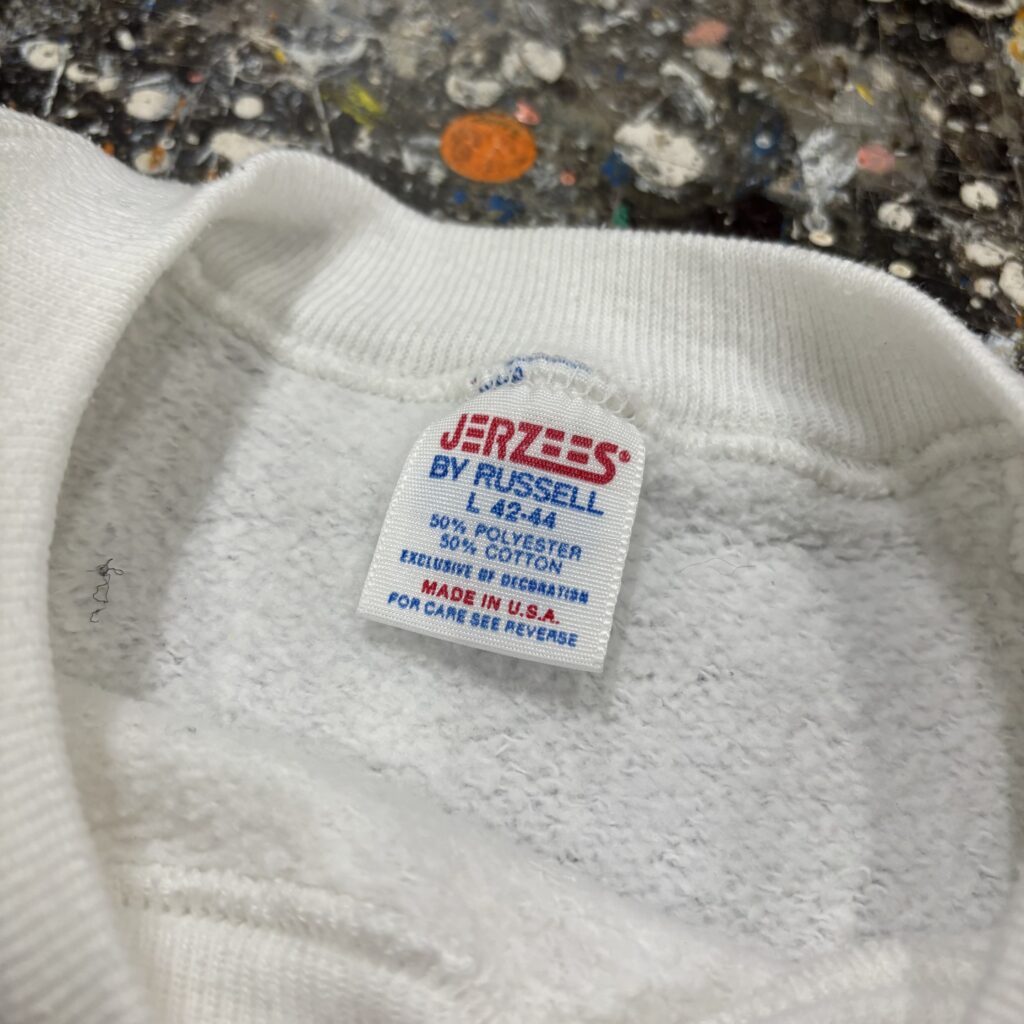 JERZEES®
BY RUSSELL
L 42-44
50% POLYESTER
50% COTTON
EXCLUSIVE OF DECORATION
MADE IN U.S.A.
FOR CARE SEE REVERSE